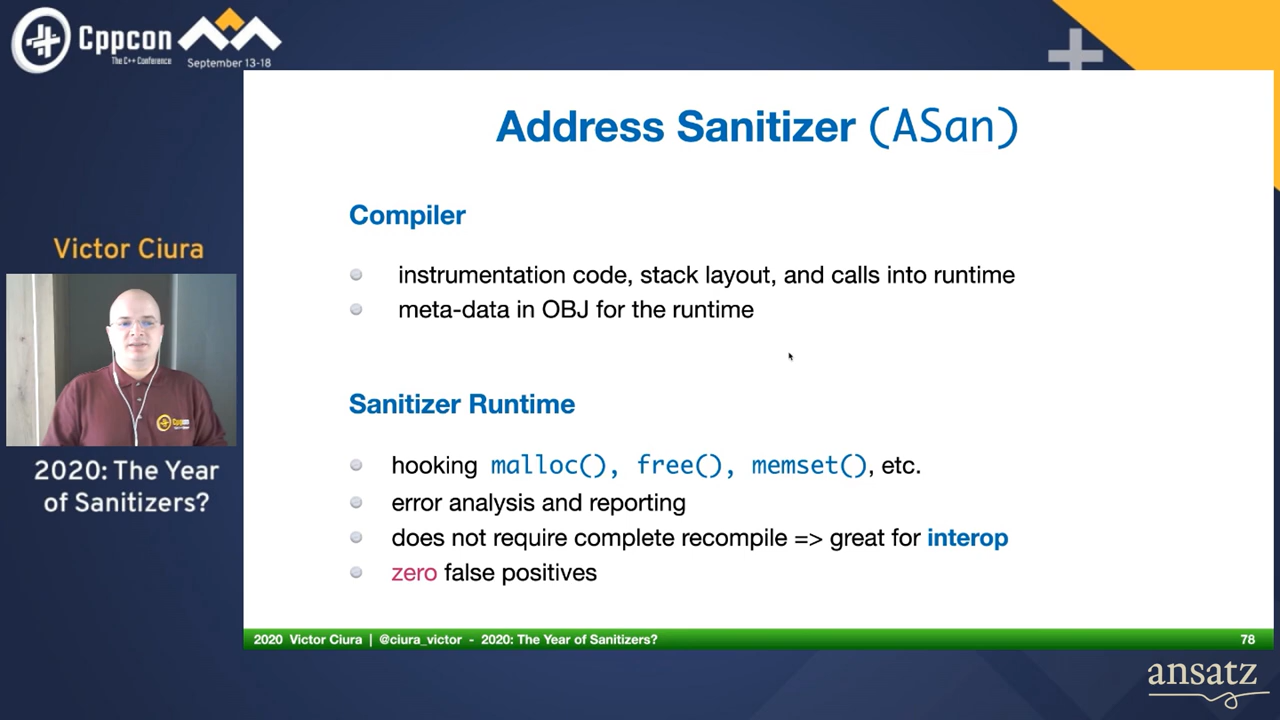 Cppcon
The C++ Conference
September 13-18
Address Sanitizer (ASan)
Compiler
instrumentation code, stack layout, and calls into runtime
meta-data in OBJ for the runtime
Sanitizer Runtime
hooking malloc(), free(), memset(), etc.
error analysis and reporting
does not require complete recompile => great for interop
zero false positives
Victor Ciura
Cppcon
2020: The Year
of Sanitizers?
2020 Victor Ciura | @ciura_victor - 2020: The Year of Sanitizers?
78
ansatz